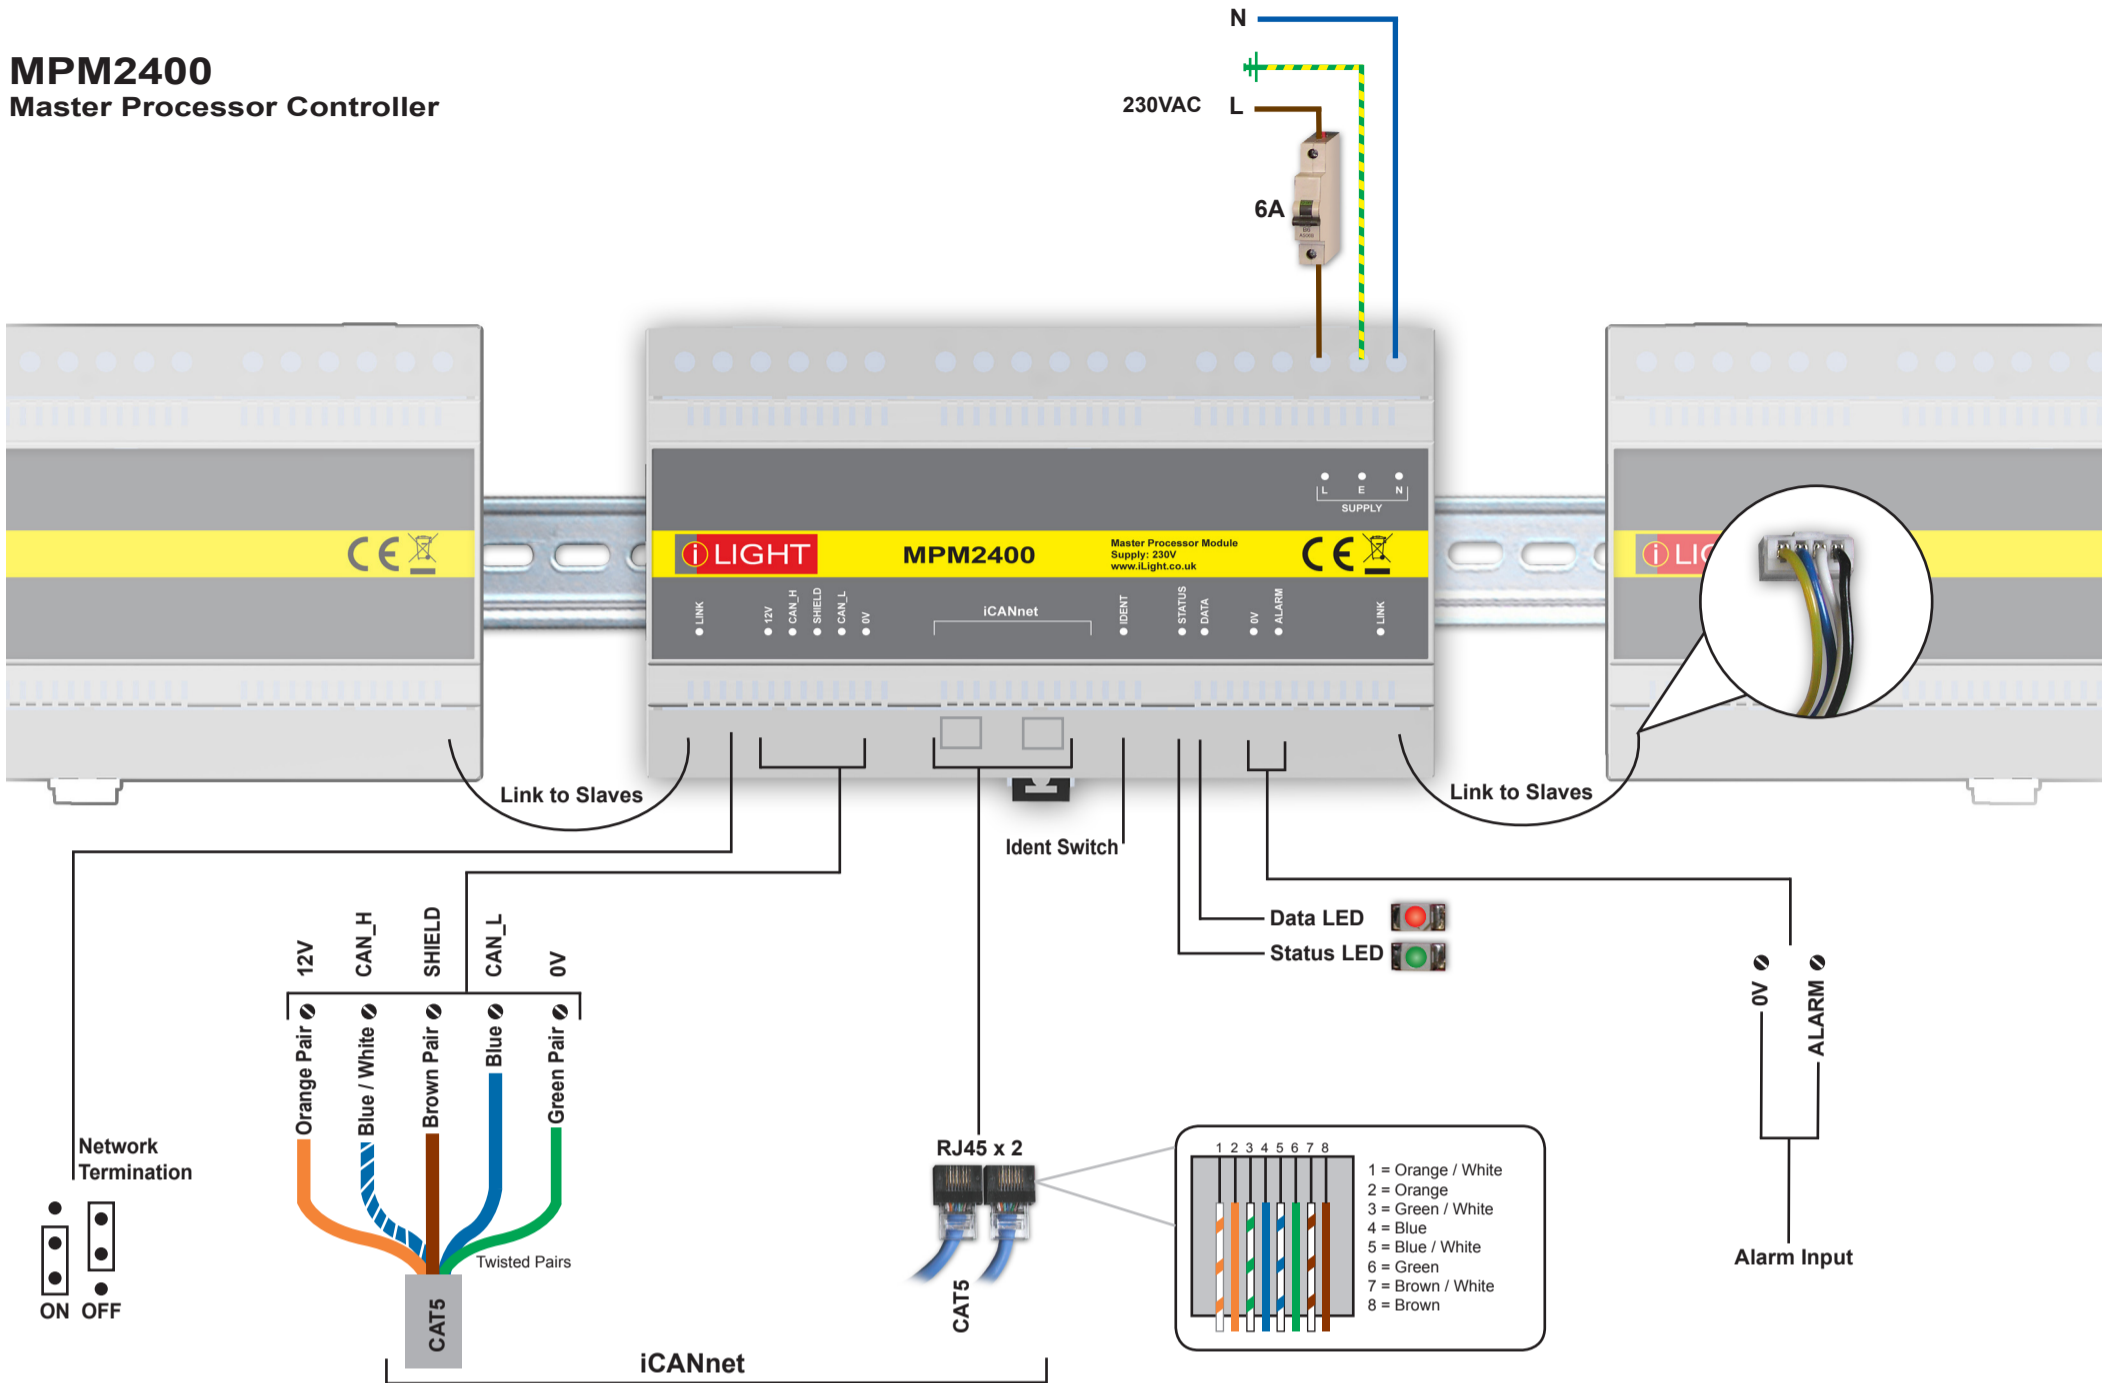 MPM2400
Master Processor Controller
N
230VAC L
6A
L E N
SUPPLY
CE
i LIGHT
MPM2400
Master Processor Module
Supply: 230V
www.iLight.co.uk
CE
i LIG
LINK
12V
CAN_H
SHIELD
CAN_L
0V
iCANnet
IDENT
STATUS
DATA
0V
ALARM
LINK
Link to Slaves
Link to Slaves
Ident Switch
Data LED
Status LED
12V
CAN_H
SHIELD
CAN_L
0V
Orange Pair
Blue / White
Brown Pair
Blue
Green Pair
0V
ALARM
Network
Termination
ON OFF
Twisted Pairs
CAT5
RJ45 x 2
CAT5
1 2 3 4 5 6 7 8
1 = Orange / White
2 = Orange
3 = Green / White
4 = Blue
5 = Blue / White
6 = Green
7 = Brown / White
8 = Brown
Alarm Input
iCANnet